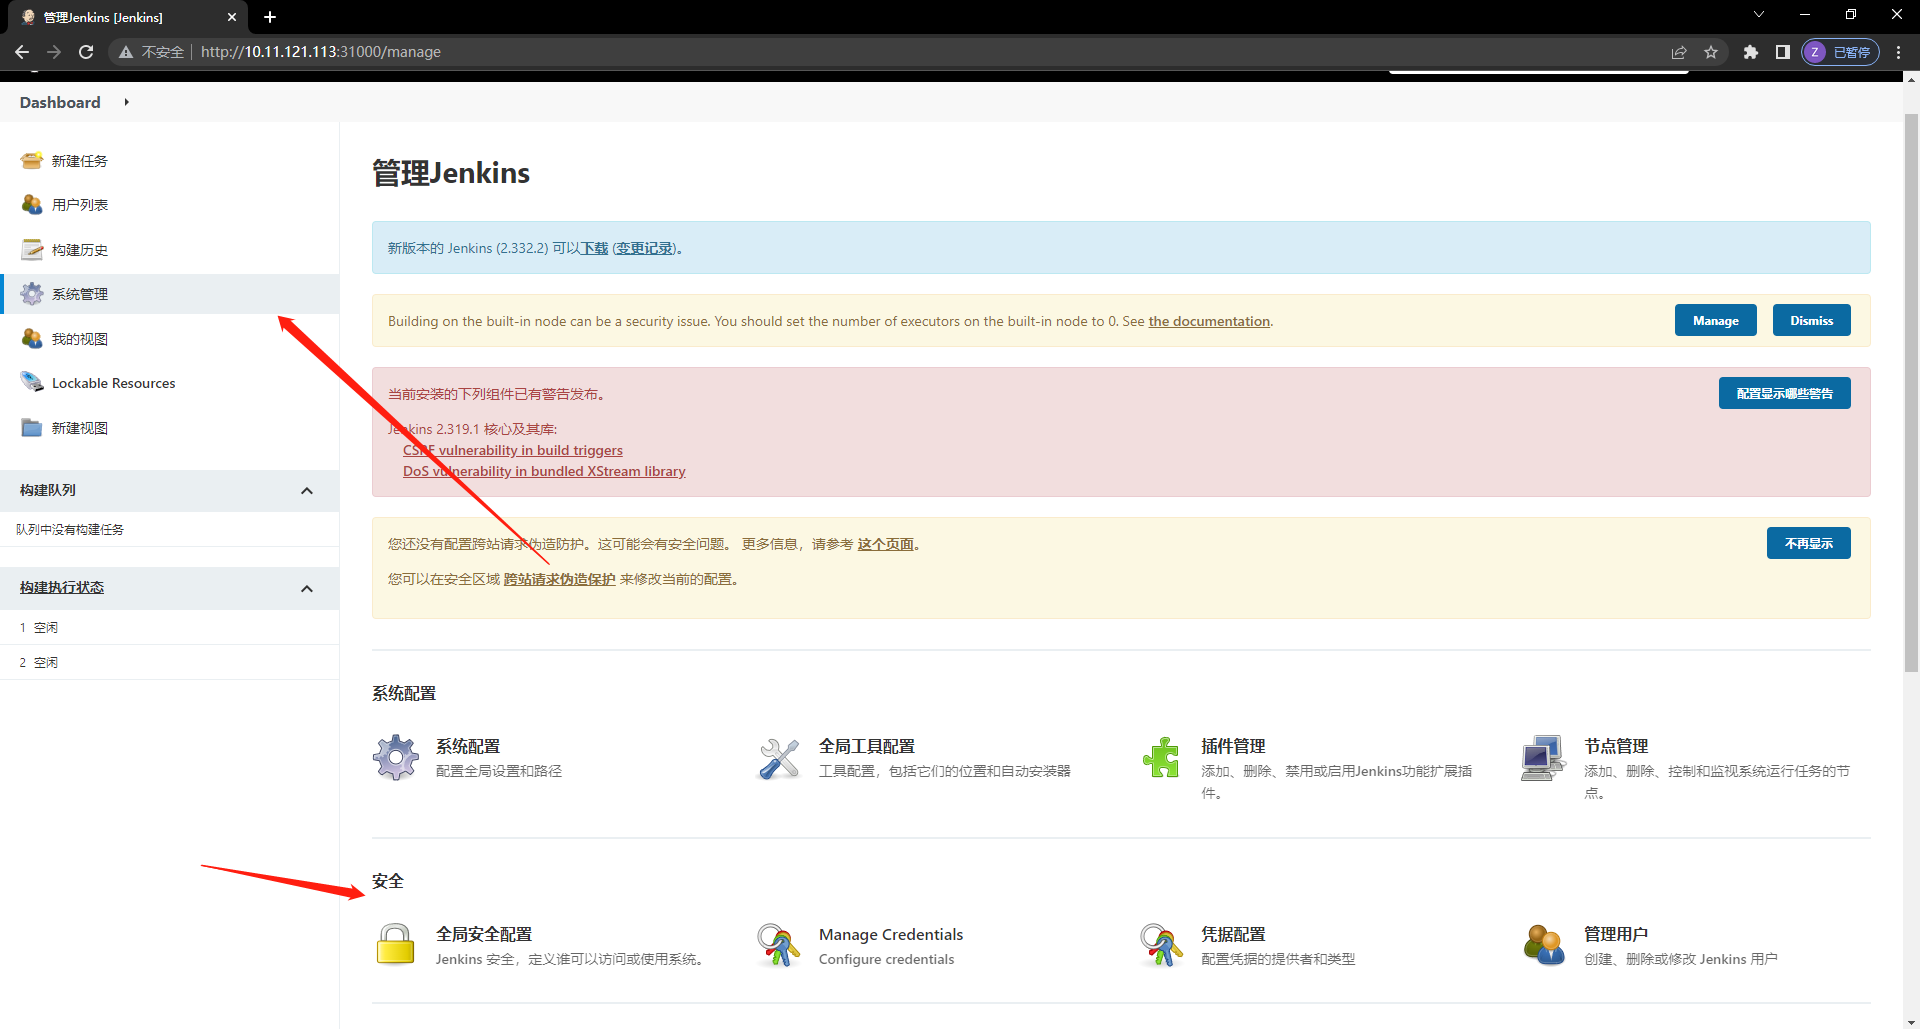 管理Jenkins [Jenkins]
不安全 http://10.11.121.113:31000/manage
Z 已暂停
Dashboard
新建任务
用户列表
构建历史
系统管理
我的视图
Lockable Resources
新建视图
构建队列
队列中没有构建任务
构建执行状态
1 空闲
2 空闲
管理Jenkins
新版本的 Jenkins (2.332.2) 可以下载 (变更记录)。
Building on the built-in node can be a security issue. You should set the number of executors on the built-in node to 0. See the documentation.
Manage
Dismiss
当前安装的下列组件已有警告发布。
配置显示哪些警告
Jenkins 2.319.1 核心及其库:
CSRF vulnerability in build triggers
DoS vulnerability in bundled XStream library
您还没有配置跨站请求伪造防护。这可能会有安全问题。 更多信息，请参考 这个页面。
不再显示
您可以在安全区域 跨站请求伪造保护 来修改当前的配置。
系统配置
系统配置
配置全局设置和路径
全局工具配置
工具配置，包括它们的位置和自动安装器
插件管理
添加、删除、禁用或启用Jenkins功能扩展插
件。
节点管理
添加、删除、控制和监视系统运行任务的节
点。
安全
全局安全配置
Jenkins 安全，定义谁可以访问或使用系统。
Manage Credentials
Configure credentials
凭据配置
配置凭据的提供者和类型
管理用户
创建、删除或修改 Jenkins 用户